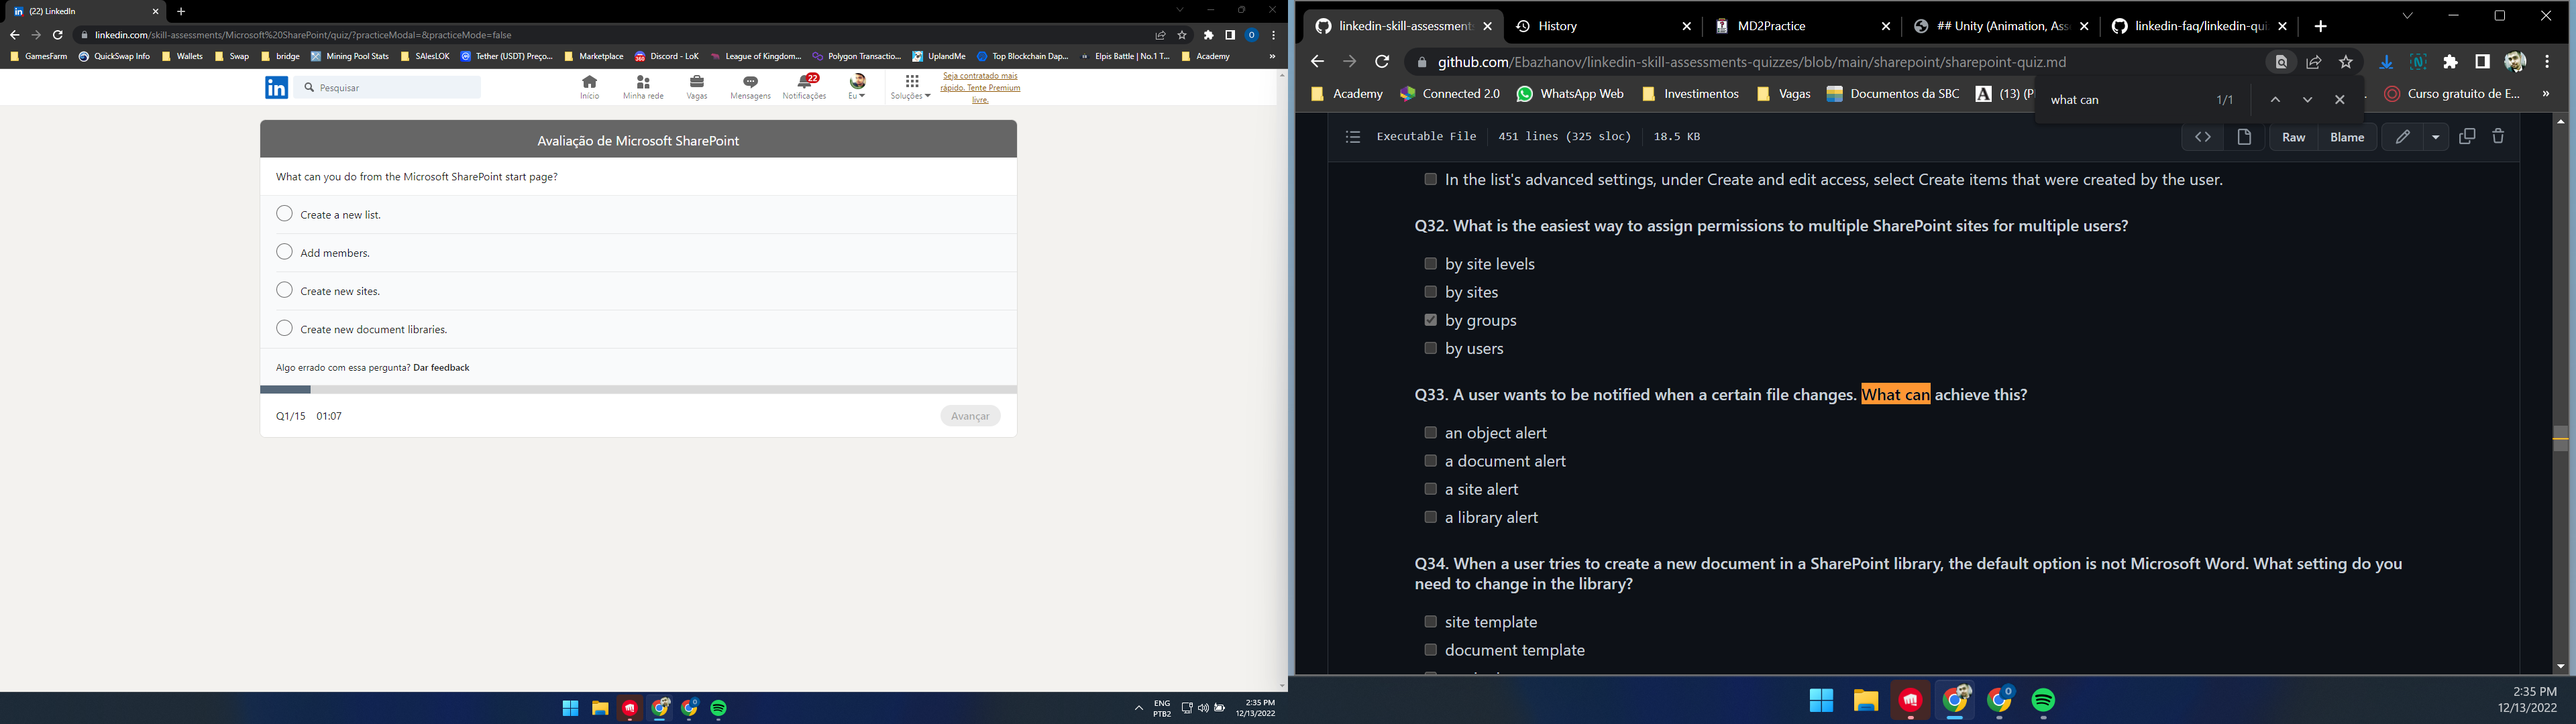 (22) LinkedIn
linkedin.com/skill-assessments/Microsoft%20SharePoint/quiz/?practiceModal=&practiceMode=false
GamesFarm QuickSwap Info Wallets Swap bridge Mining Pool Stats SAlesLOK Tether (USDT) Preço... Marketplace Discord - LoK League of Kingdom... Polygon Transactio... UplandMe Top Blockchain Dap... Elpis Battle | No.1 T... Academy »
in Pesquisar
Início Minha rede Vagas Mensagens 22 Notificações Eu Soluções
Seja contratado mais
rápido. Tente Premium
livre.
Avaliação de Microsoft SharePoint
What can you do from the Microsoft SharePoint start page?
Create a new list.
Add members.
Create new sites.
Create new document libraries.
Algo errado com essa pergunta? Dar feedback
Q1/15 01:07
Avançar
ENG
PTB2
2:35 PM
12/13/2022
linkedin-skill-assessments History MD2Practice ## Unity (Animation, Ass linkedin-faq/linkedin-qui
github.com/Ebazhanov/linkedin-skill-assessments-quizzes/blob/main/sharepoint/sharepoint-quiz.md
Academy Connected 2.0 WhatsApp Web Investimentos Vagas Documentos da SBC (13) (P Curso gratuito de E... »
what can 1/1
Executable File 451 lines (325 sloc) 18.5 KB
Raw Blame
In the list's advanced settings, under Create and edit access, select Create items that were created by the user.
Q32. What is the easiest way to assign permissions to multiple SharePoint sites for multiple users?
by site levels
by sites
by groups
by users
Q33. A user wants to be notified when a certain file changes. What can achieve this?
an object alert
a document alert
a site alert
a library alert
Q34. When a user tries to create a new document in a SharePoint library, the default option is not Microsoft Word. What setting do you
need to change in the library?
site template
document template
2:35 PM
12/13/2022